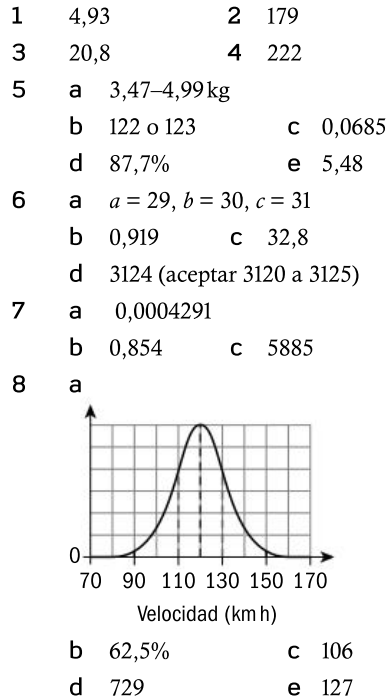 1 4,93 2 179
3 20,8 4 222
5 a 3,47–4,99 kg
b 122 o 123 c 0,0685
d 87,7% e 5,48
6 a a = 29, b = 30, c = 31
b 0,919 c 32,8
d 3124 (aceptar 3120 a 3125)
7 a 0,0004291
b 0,854 c 5885
8 a
0
70 90 110 130 150 170
Velocidad (km h)
b 62,5% c 106
d 729 e 127